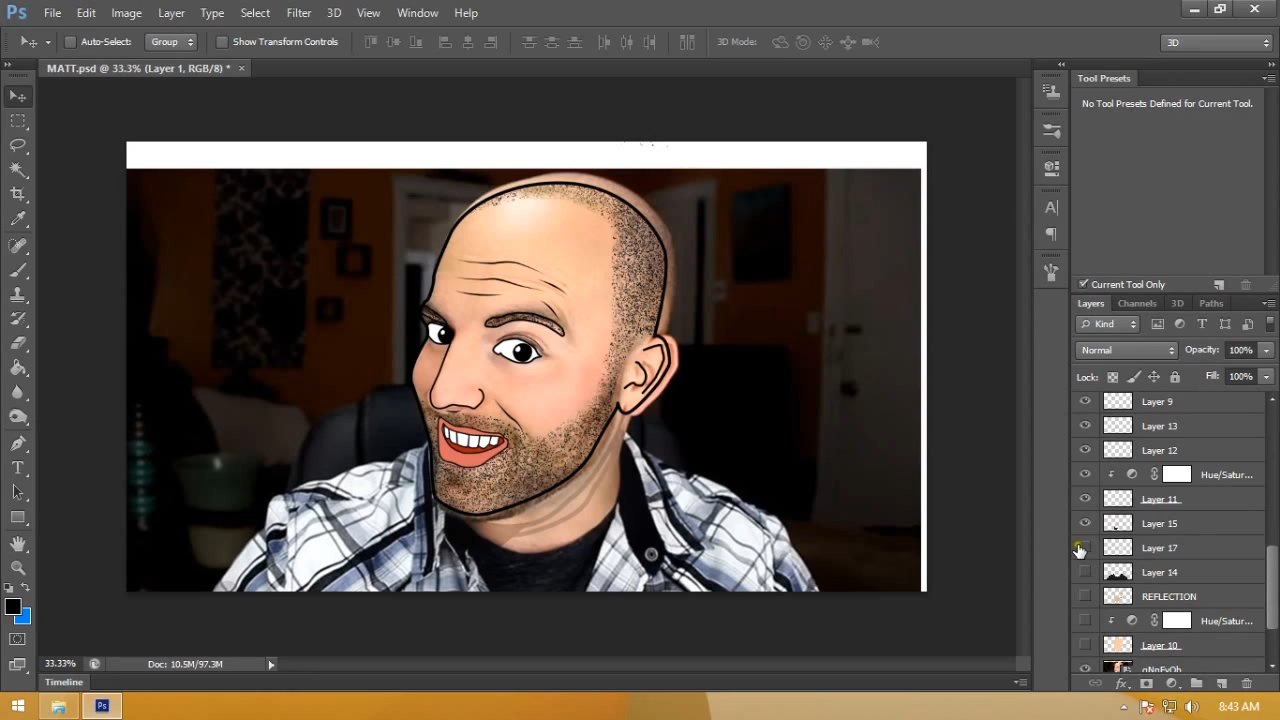 Ps File Edit Image Layer Type Select Filter 3D View Window Help
Auto-Select: Group Show Transform Controls 3D Mode: 3D
MATT.psd @ 33.3% (Layer 1, RGB/8) *
Tool Presets
No Tool Presets Defined for Current Tool.
Current Tool Only
Layers Channels 3D Paths
Kind
Normal Opacity: 100%
Lock: Fill: 100%
Layer 9
Layer 13
Layer 12
Hue/Satur...
Layer 11
Layer 15
Layer 17
Layer 14
REFLECTION
Hue/Satur...
Layer 10
33.33% Doc: 10.5M/97.3M
Timeline
8:43 AM